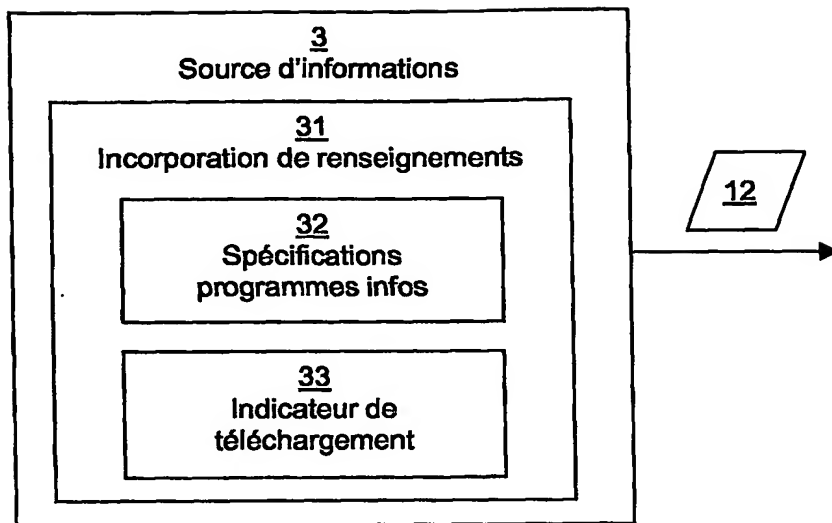 3
Source d'informations
31
Incorporation de renseignements
32
Spécifications
programmes infos
33
Indicateur de
téléchargement
12